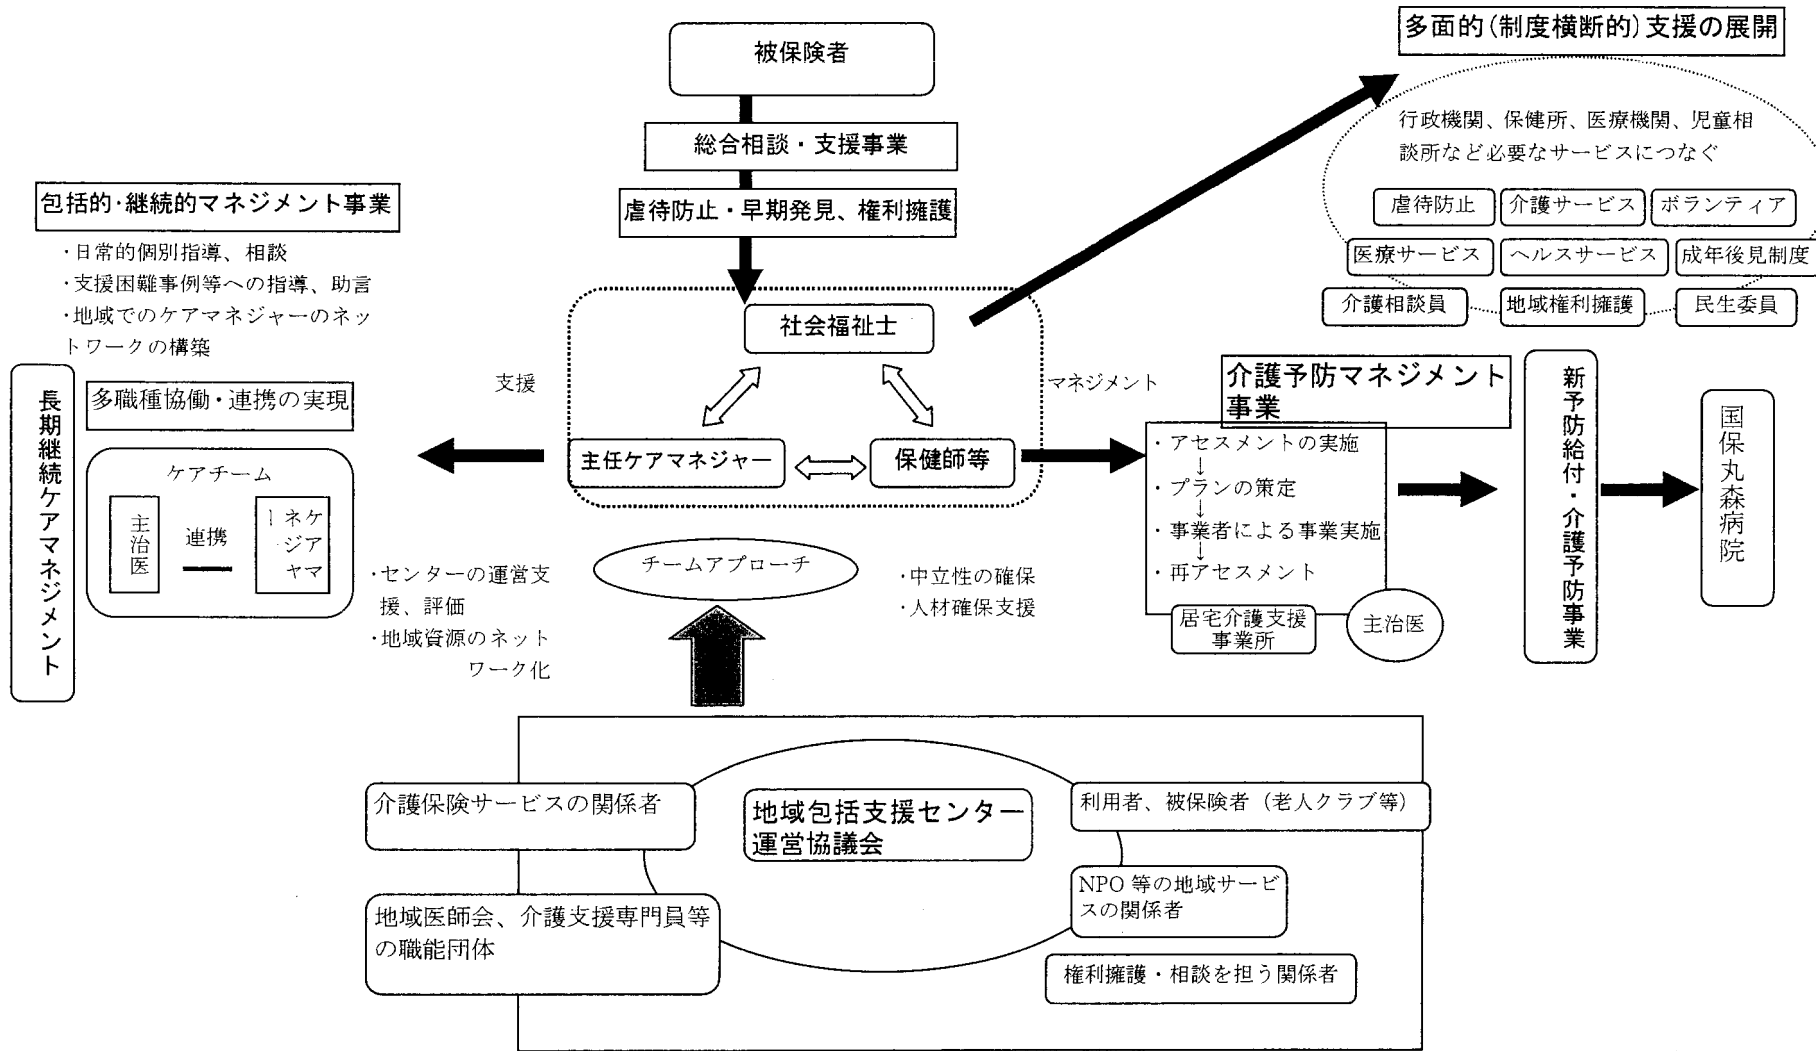 被保険者
総合相談・支援事業
虐待防止・早期発見、権利擁護
多面的(制度横断的)支援の展開
行政機関、保健所、医療機関、児童相
談所など必要なサービスにつなぐ
虐待防止
介護サービス
ボランティア
医療サービス
ヘルスサービス
成年後見制度
介護相談員
地域権利擁護
民生委員
包括的・継続的マネジメント事業
・日常的個別指導、相談
・支援困難事例等への指導、助言
・地域でのケアマネジャーのネッ
トワークの構築
長期継続ケアマネジメント
多職種協働・連携の実現
ケアチーム
主治医
連携
ケアマ
ネジャ
ー
支援
社会福祉士
主任ケアマネジャー
保健師等
マネジメント
介護予防マネジメント
事業
・アセスメントの実施
↓
・プランの策定
↓
・事業者による事業実施
↓
・再アセスメント
居宅介護支援
事業所
主治医
新予防給付・介護予防事業
国保丸森病院
チームアプローチ
・センターの運営支
援、評価
・地域資源のネット
ワーク化
・中立性の確保
・人材確保支援
介護保険サービスの関係者
地域包括支援センター
運営協議会
利用者、被保険者（老人クラブ等）
地域医師会、介護支援専門員等
の職能団体
NPO 等の地域サービ
スの関係者
権利擁護・相談を担う関係者